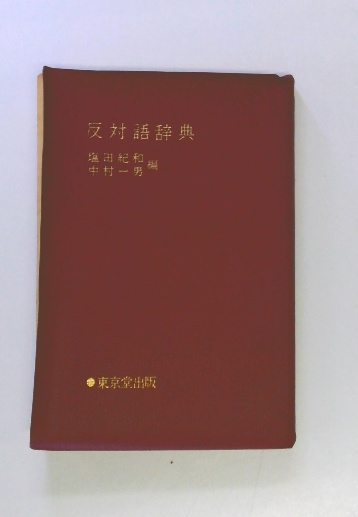 反対語辞典
塩田紀和
中村一男 編
東京堂出版